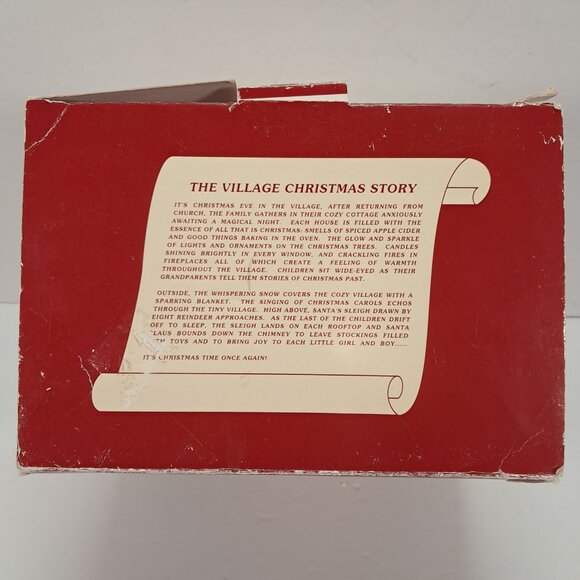 THE VILLAGE CHRISTMAS STORY
IT'S CHRISTMAS EVE IN THE VILLAGE, AFTER RETURNING FROM
CHURCH, THE FAMILY GATHERS IN THEIR COZY COTTAGE ANXIOUSLY
AWAITING A MAGICAL NIGHT. EACH HOUSE IS FILLED WITH THE
ESSENCE OF ALL THAT IS CHRISTMAS: SMELLS OF SPICED APPLE CIDER
AND GOOD THINGS BAKING IN THE OVEN. THE GLOW AND SPARKLE
OF LIGHTS AND ORNAMENTS ON THE CHRISTMAS TREES. CANDLES
SHINING BRIGHTLY IN EVERY WINDOW, AND CRACKLING FIRES IN
FIREPLACES ALL OF WHICH CREATE A FEELING OF WARMTH
THROUGHOUT THE VILLAGE. CHILDREN SIT WIDE-EYED AS THEIR
GRANDPARENTS TELL THEM STORIES OF CHRISTMAS PAST.
OUTSIDE, THE WHISPERING SNOW COVERS THE COZY VILLAGE WITH A
SPARKING BLANKET. THE SINGING OF CHRISTMAS CAROLS ECHOS
THROUGH THE TINY VILLAGE. HIGH ABOVE, SANTA'S SLEIGH DRAWN BY
EIGHT REINDEER APPROACHES. AS THE LAST OF THE CHILDREN DRIFT
OFF TO SLEEP, THE SLEIGH LANDS ON EACH ROOFTOP AND SANTA
LAUS BOUNDS DOWN THE CHIMNEY TO LEAVE STOCKINGS FILLED
TH TOYS AND TO BRING JOY TO EACH LITTLE GIRL AND BOY.....
IT'S CHRISTMAS TIME ONCE AGAIN!